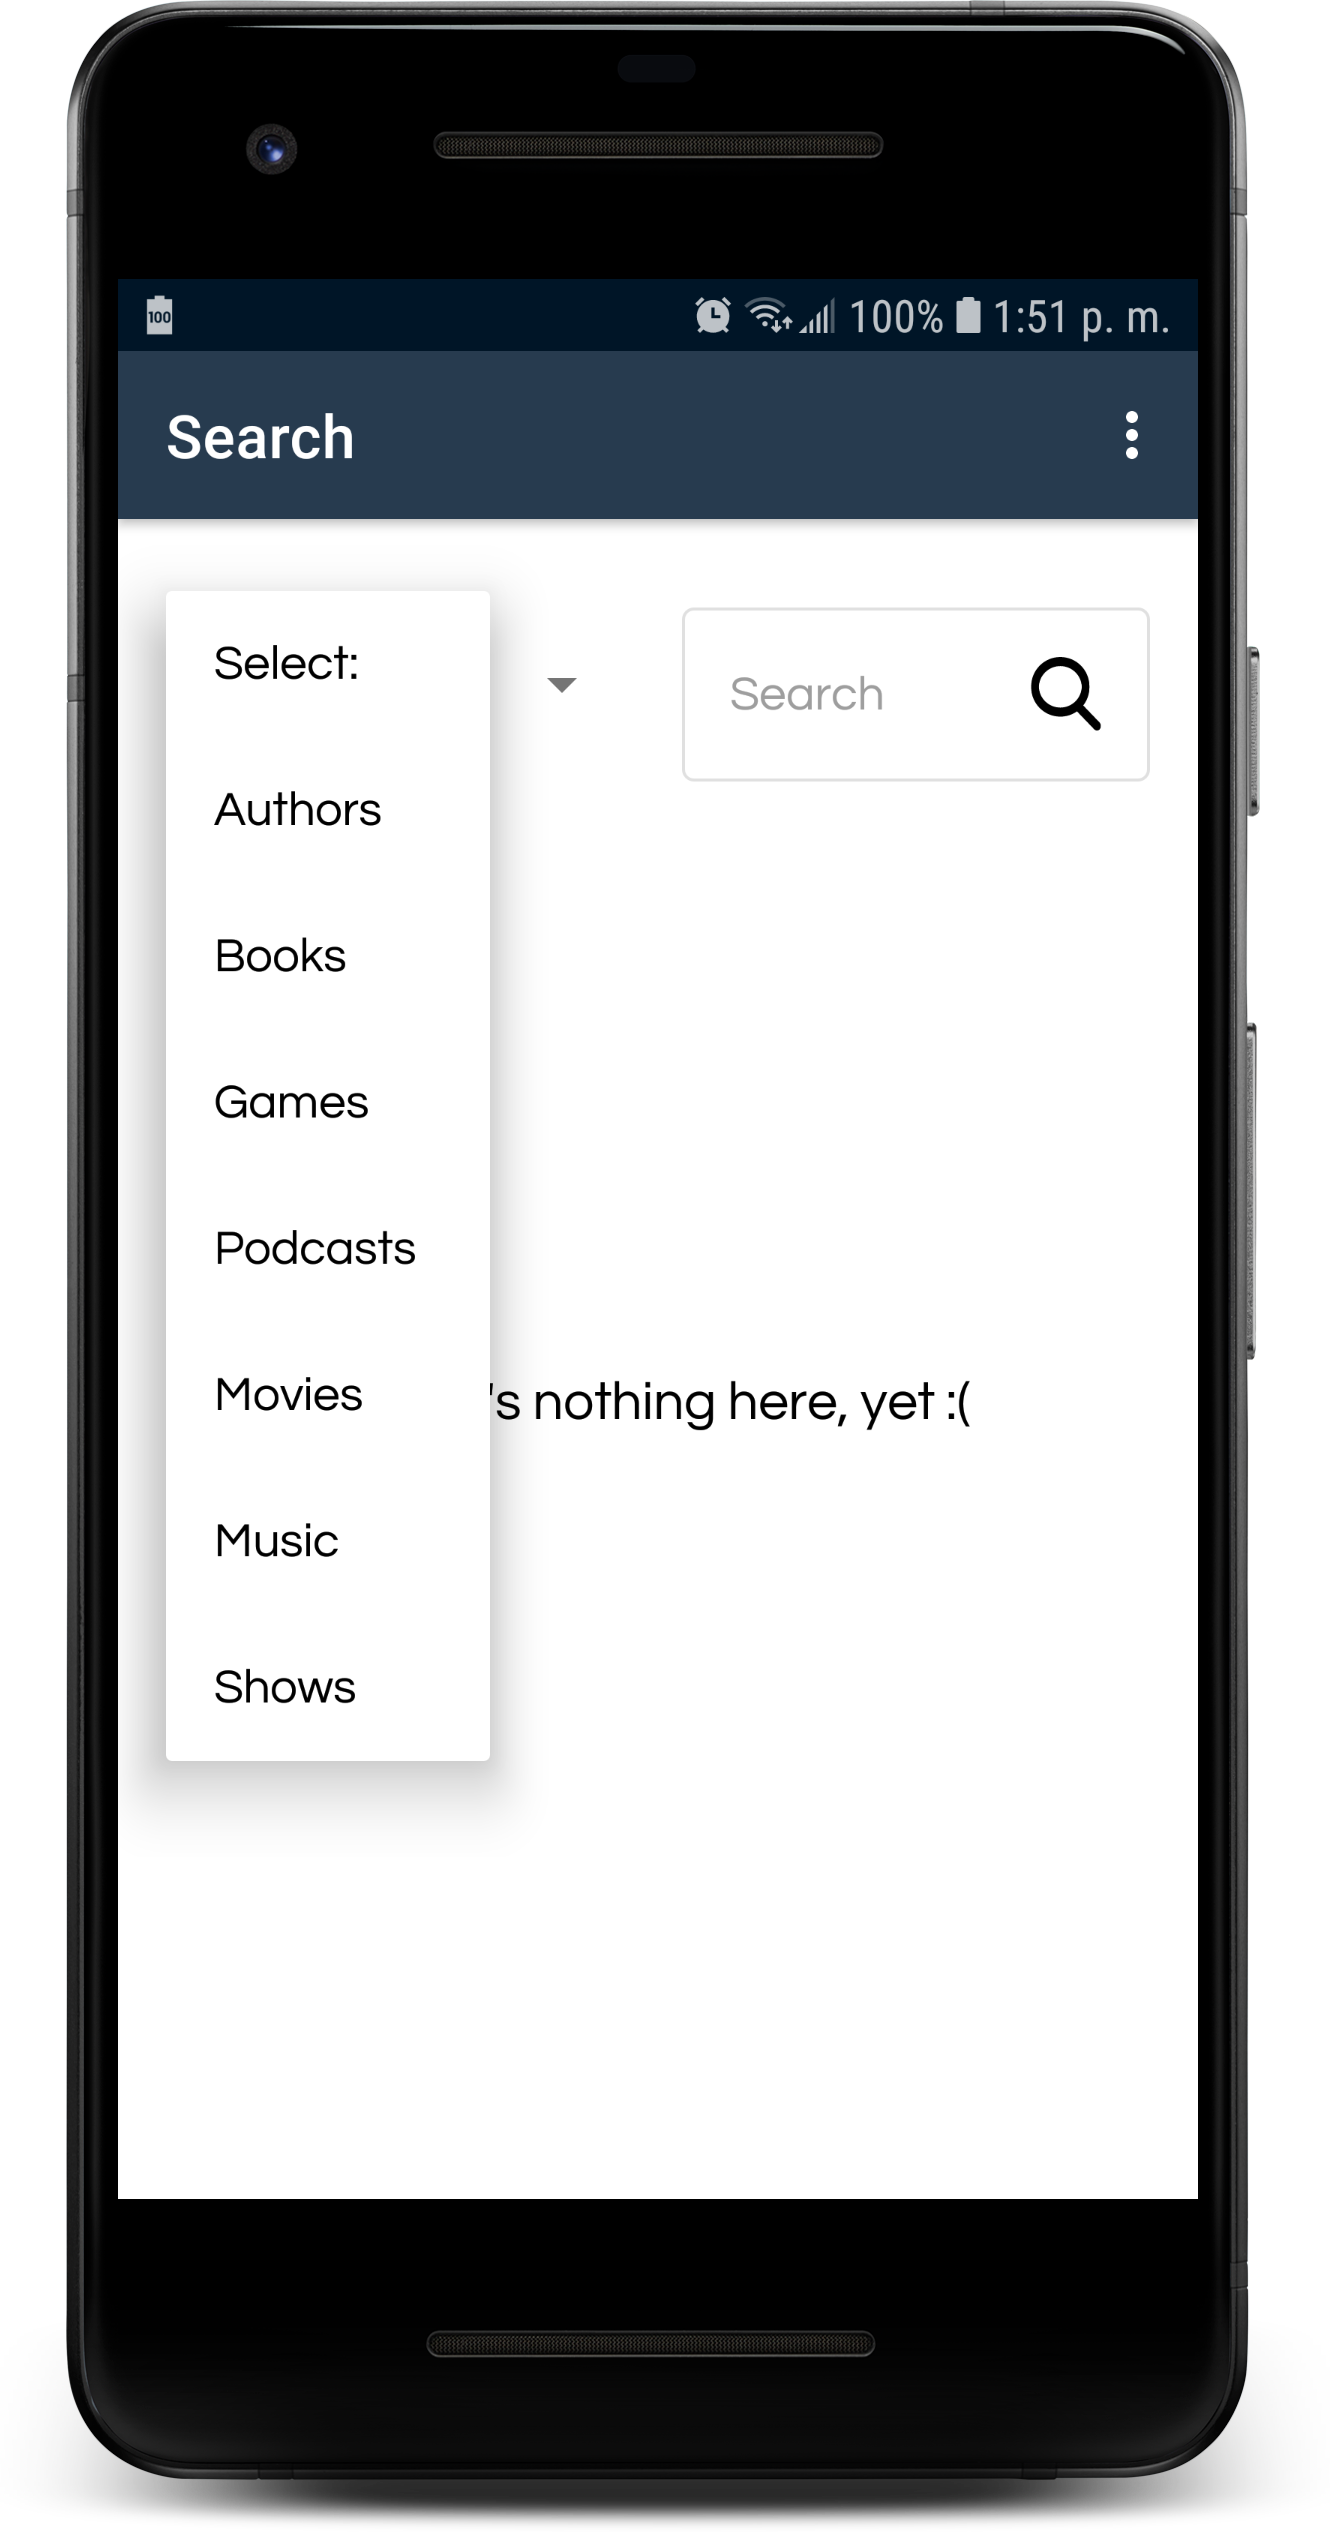 100
100% 1:51 p. m.
Search
Select:
Search
Authors
Books
Games
Podcasts
Movies
's nothing here, yet :(
Music
Shows